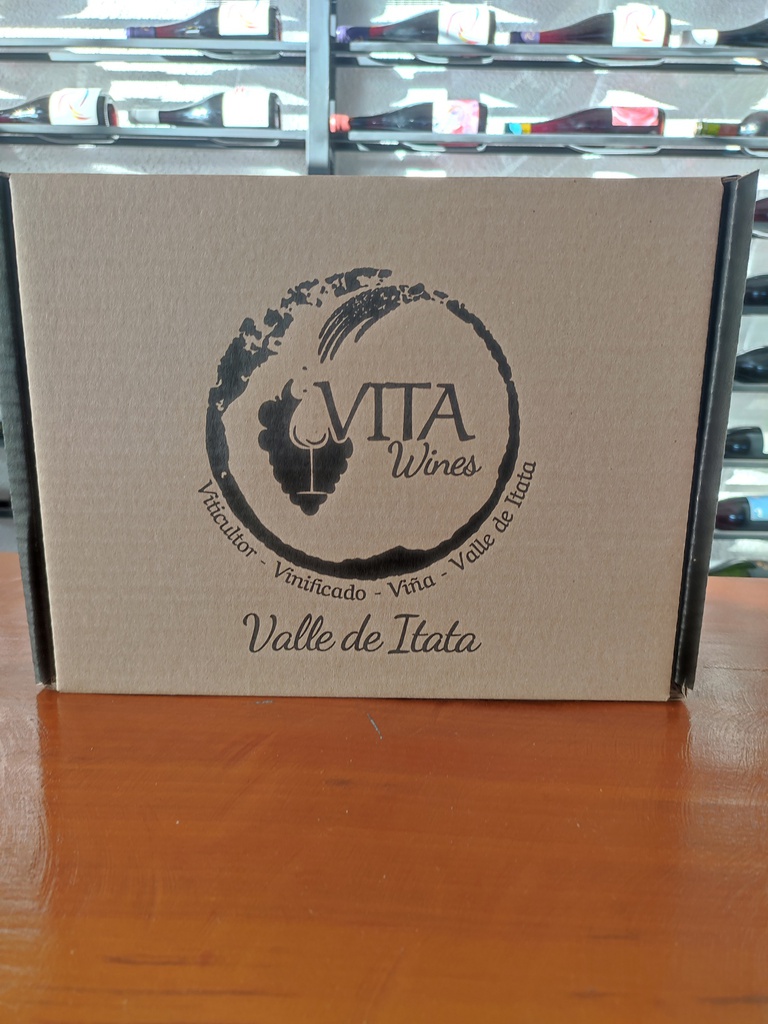 VITA
Wines
Viticultor - Vinificado - Viña - Valle de Itata
Valle de Itata